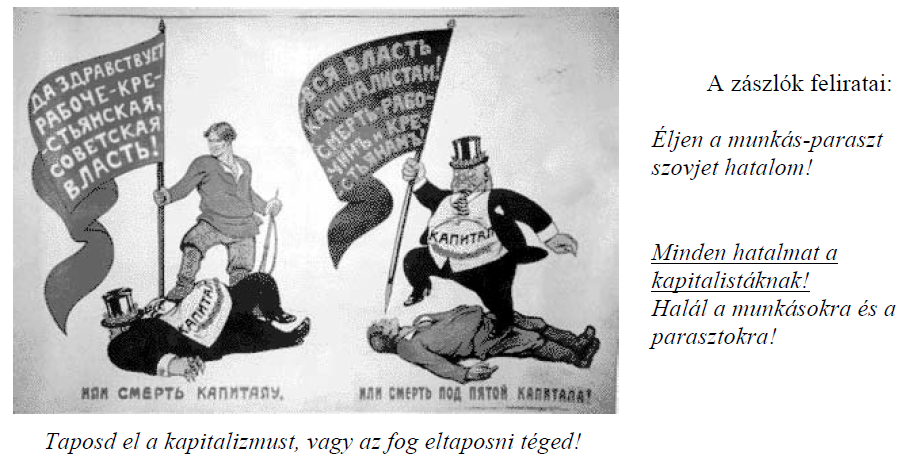 ДА ЗДРАВСТВУЕТ
РАБОЧЕ-КРЕ-
СТЬЯНСКАЯ,
СОВЕТСКАЯ
ВЛАСТЬ!
ВСЯ ВЛАСТЬ
КАПИТАЛИСТАМ!
СМЕРТЬ РАБО-
ЧИМЪ и КРЕ-
СТЬЯНАМ!
КАПИТАЛ
КАПИТАЛ
ИЛИ СМЕРТЬ КАПИТАЛУ,
ИЛИ СМЕРТЬ ПОД ПЯТОЙ КАПИТАЛА!
A zászlók feliratai:
Éljen a munkás-paraszt
szovjet hatalom!
Minden hatalmat a
kapitalistáknak!
Halál a munkásokra és a
parasztokra!
Taposd el a kapitalizmust, vagy az fog eltaposni téged!